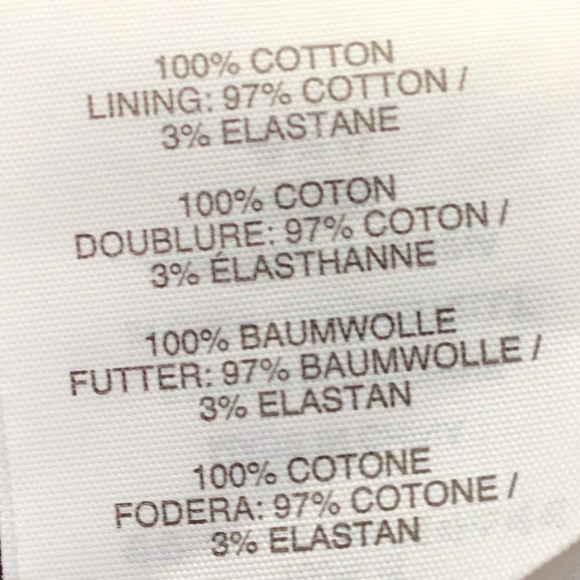 100% COTTON
LINING: 97% COTTON /
3% ELASTANE
100% COTON
DOUBLURE: 97% COTON /
3% ÉLASTHANNE
100% BAUMWOLLE
FUTTER: 97% BAUMWOLLE /
3% ELASTAN
100% COTONE
FODERA: 97% COTONE /
3% ELASTAN